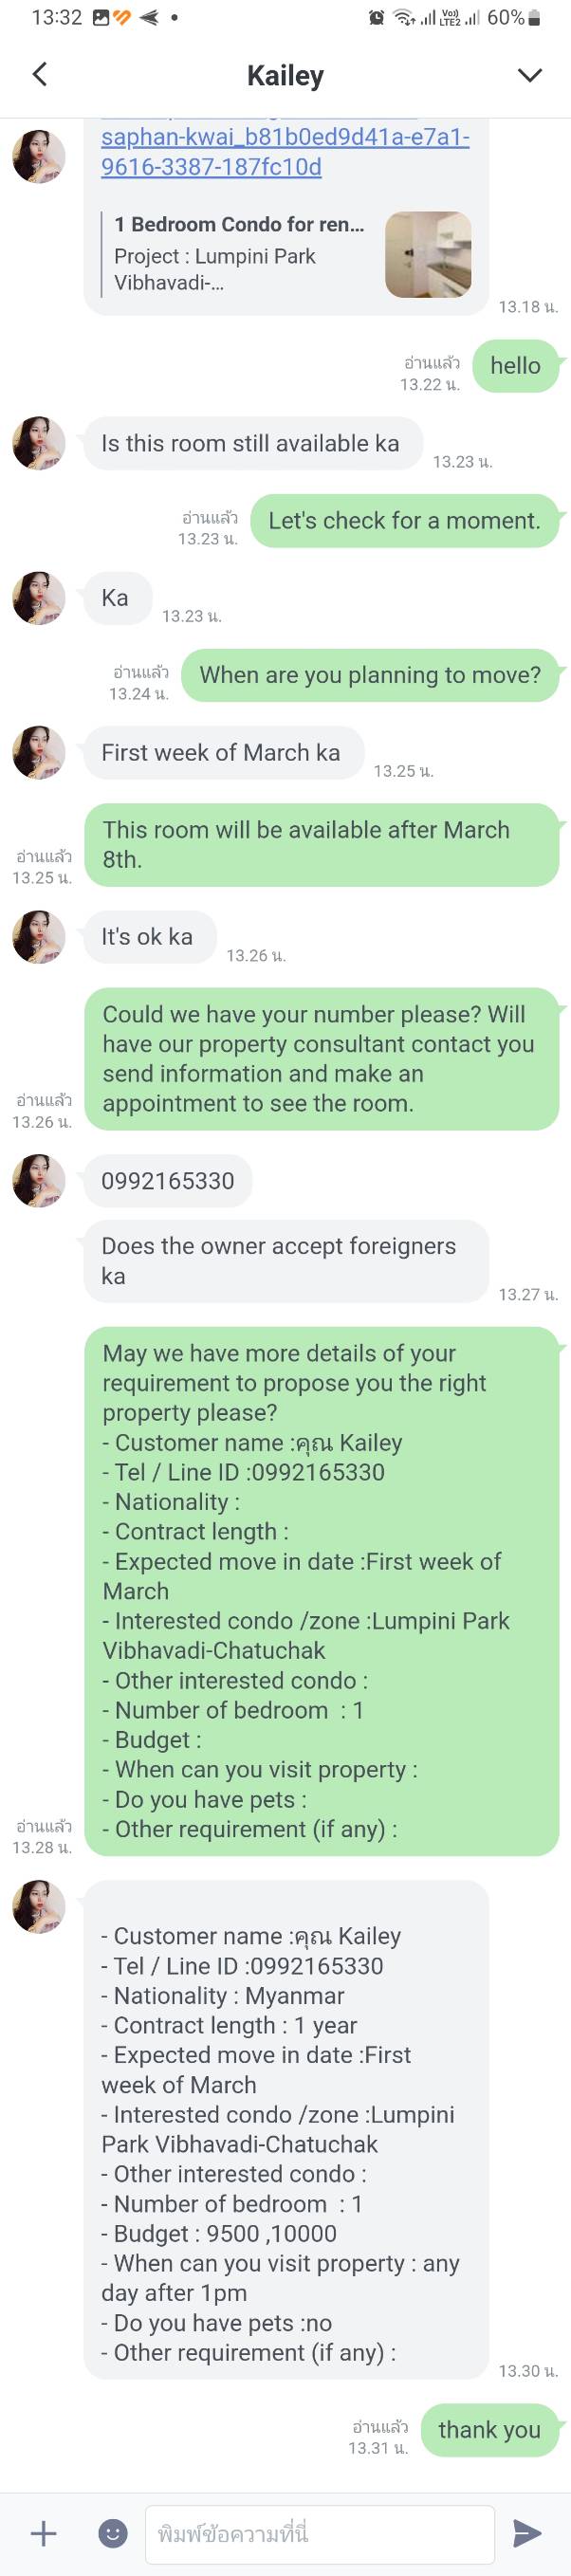 13:32
Vo)) LTE2
60%
Kailey
saphan-kwai_b81b0ed9d41a-e7a1-
9616-3387-187fc10d
1 Bedroom Condo for ren...
Project : Lumpini Park
Vibhavadi-...
13.18 น.
อ่านแล้ว
13.22 น.
hello
Is this room still available ka
13.23 น.
อ่านแล้ว
13.23 น.
Let's check for a moment.
Ka
13.23 น.
อ่านแล้ว
13.24 น.
When are you planning to move?
First week of March ka
13.25 น.
This room will be available after March
8th.
อ่านแล้ว
13.25 น.
It's ok ka
13.26 น.
Could we have your number please? Will
have our property consultant contact you
send information and make an
appointment to see the room.
อ่านแล้ว
13.26 น.
0992165330
Does the owner accept foreigners
ka
13.27 น.
May we have more details of your
requirement to propose you the right
property please?
- Customer name :คุณ Kailey
- Tel / Line ID :0992165330
- Nationality :
- Contract length :
- Expected move in date :First week of
March
- Interested condo /zone :Lumpini Park
Vibhavadi-Chatuchak
- Other interested condo :
- Number of bedroom  : 1
- Budget :
- When can you visit property :
- Do you have pets :
- Other requirement (if any) :
อ่านแล้ว
13.28 น.
- Customer name :คุณ Kailey
- Tel / Line ID :0992165330
- Nationality : Myanmar
- Contract length : 1 year
- Expected move in date :First
week of March
- Interested condo /zone :Lumpini
Park Vibhavadi-Chatuchak
- Other interested condo :
- Number of bedroom  : 1
- Budget : 9500 ,10000
- When can you visit property : any
day after 1pm
- Do you have pets :no
- Other requirement (if any) :
13.30 น.
อ่านแล้ว
13.31 น.
thank you
พิมพ์ข้อความที่นี่